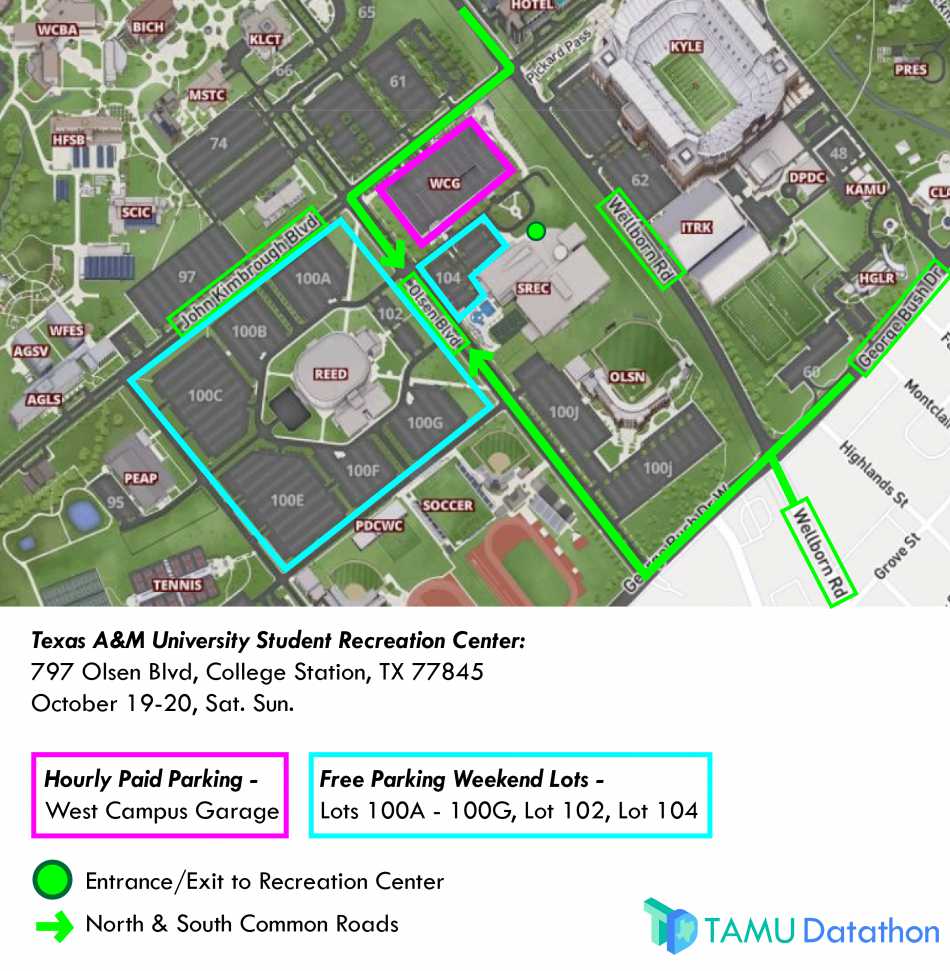 HOTEL
WCBA
BICH
65
KLCT
KYLE
Pickard Pass
PRES
66
61
MSTC
74
HFSB
48
WCG
DPDC
62
KAMU
SCIC
Wellborn Rd
ITRK
John Kimbrough Blvd
97
100A
104
SREC
HGLR
Olsen Blvd
102
George Bush Dr
WFES
100B
AGSV
REED
OLSN
60
AGLS
100C
100J
Montclair
100G
Highlands St
PEAP
100F
100j
95
100E
SOCCER
George Bush Dr W
PDCWC
Wellborn Rd
Grove St
TENNIS
Texas A&M University Student Recreation Center:
797 Olsen Blvd, College Station, TX 77845
October 19-20, Sat. Sun.
Hourly Paid Parking -
West Campus Garage
Free Parking Weekend Lots -
Lots 100A - 100G, Lot 102, Lot 104
Entrance/Exit to Recreation Center
North & South Common Roads
TAMU Datathon